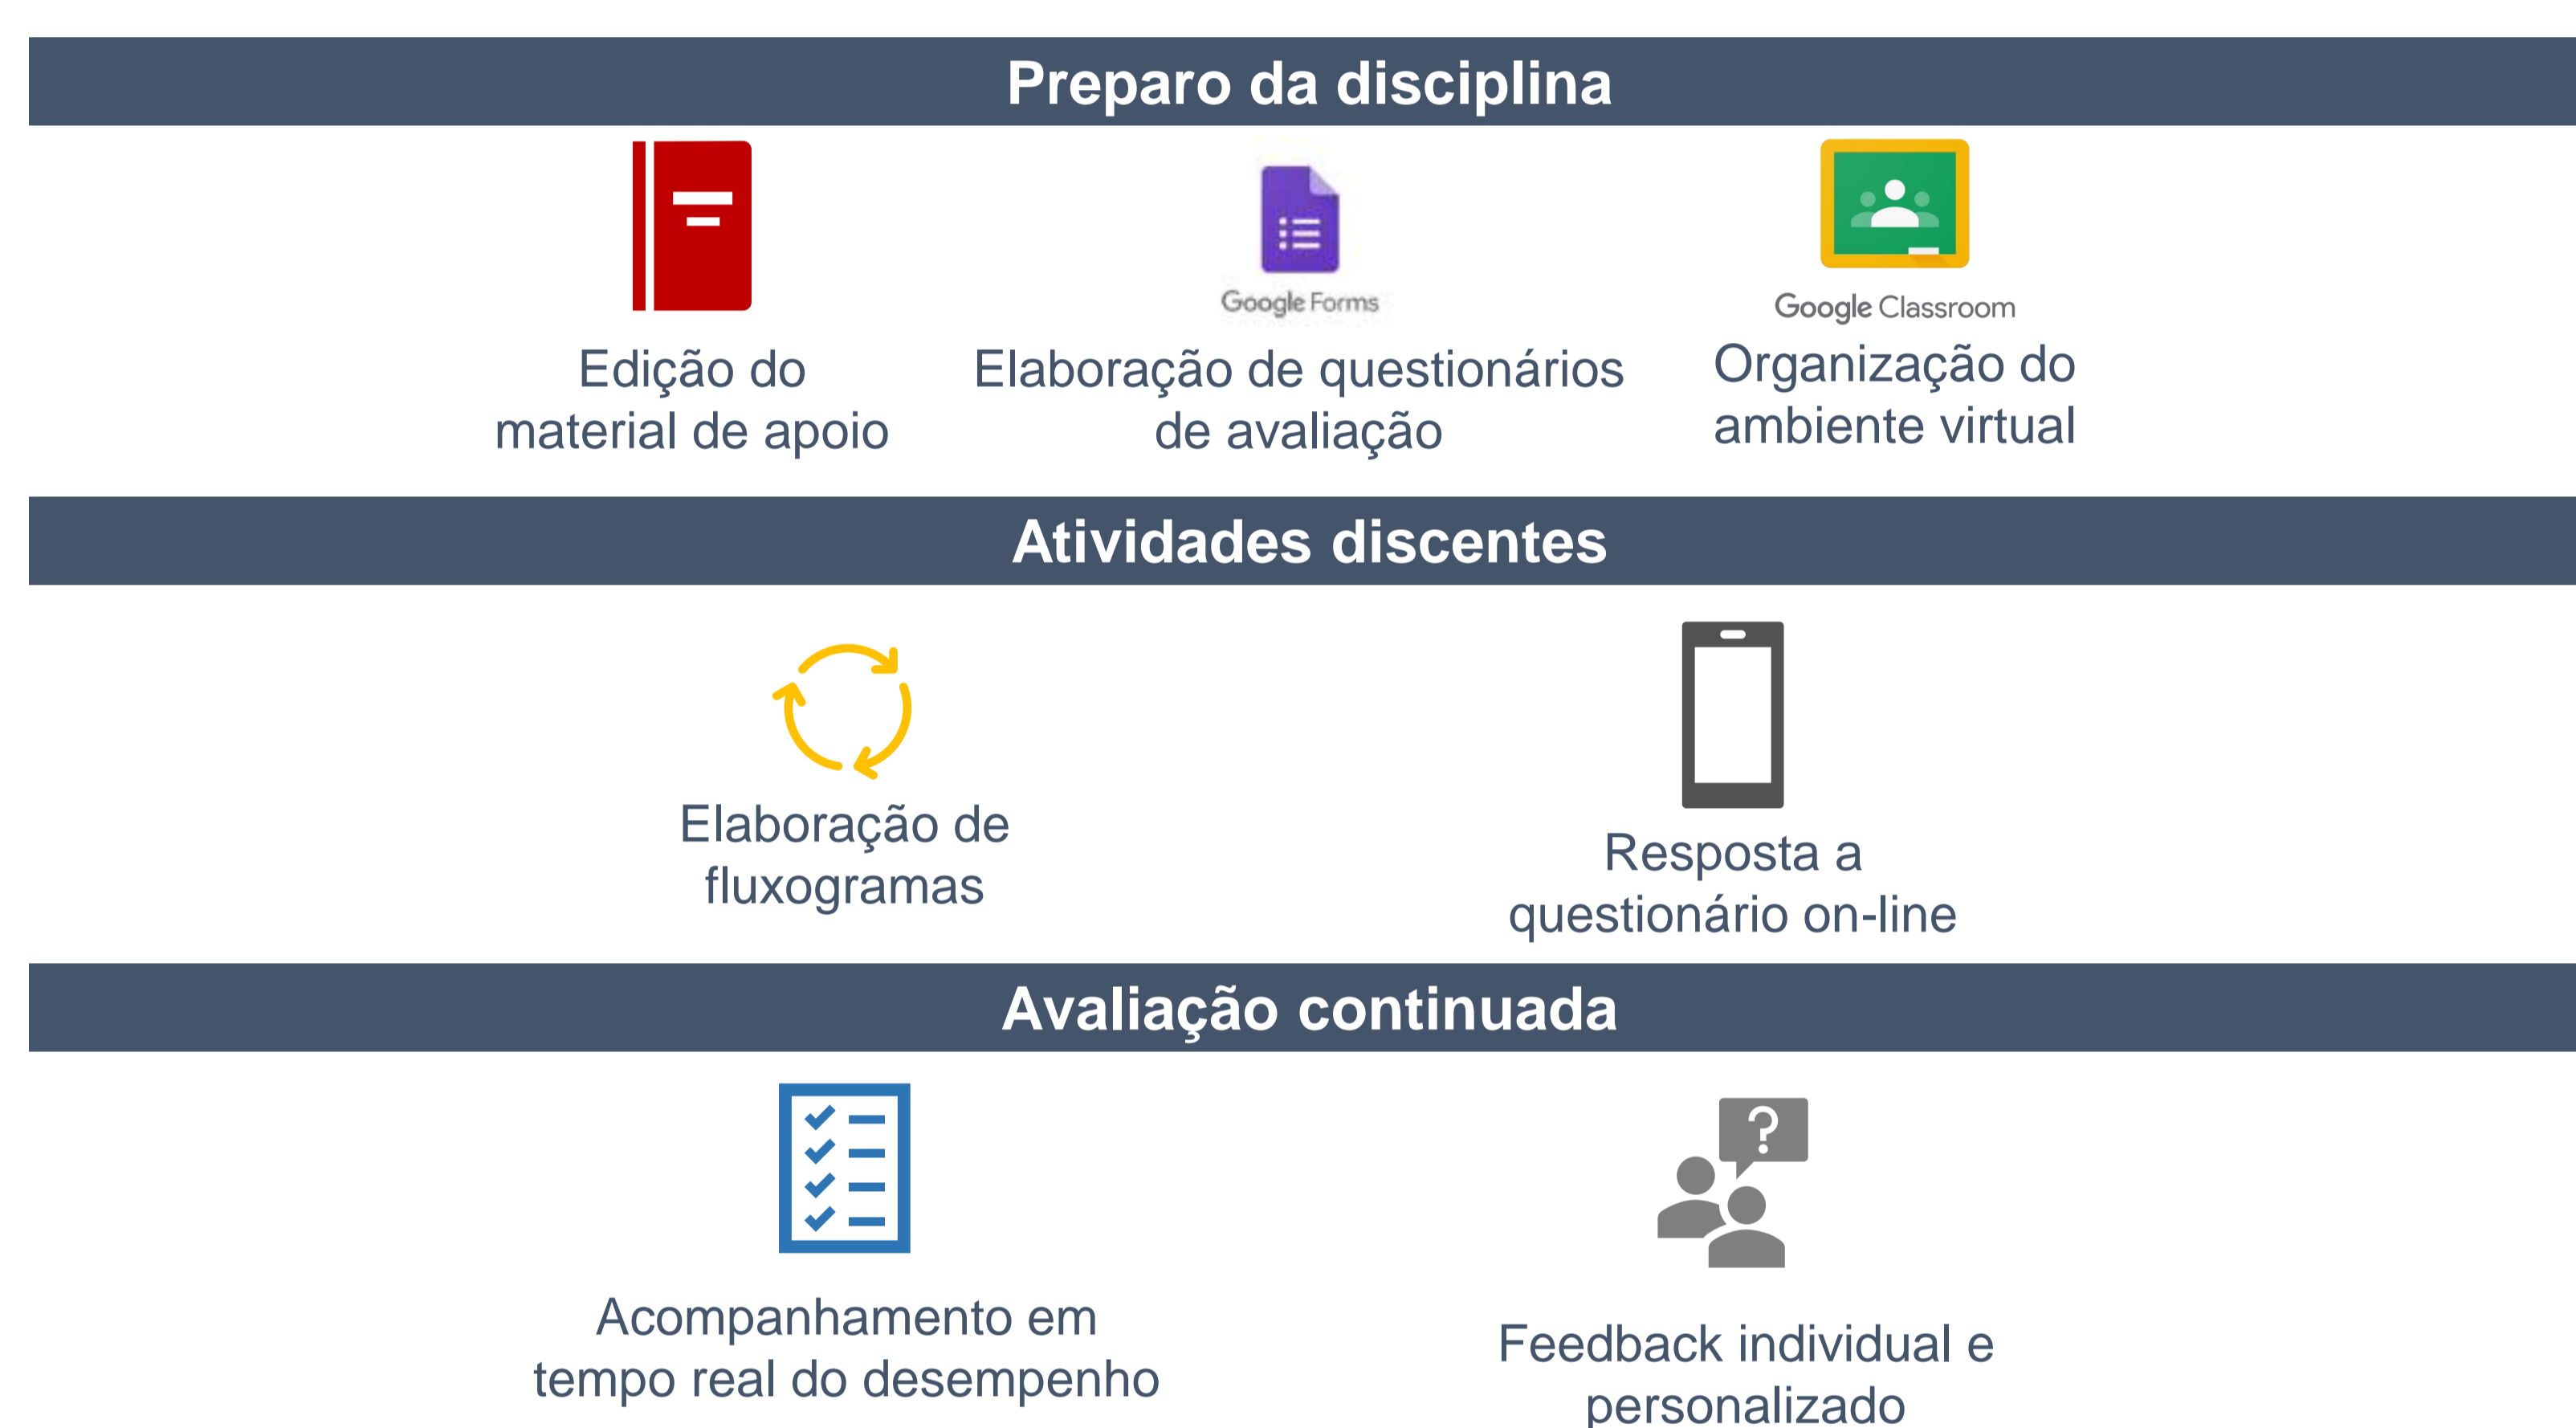 Preparo da disciplina
Google Forms
Google Classroom
Edição do
material de apoio
Elaboração de questionários
de avaliação
Organização do
ambiente virtual
Atividades discentes
Elaboração de
fluxogramas
Resposta a
questionário on-line
Avaliação continuada
?
Acompanhamento em
tempo real do desempenho
Feedback individual e
personalizado